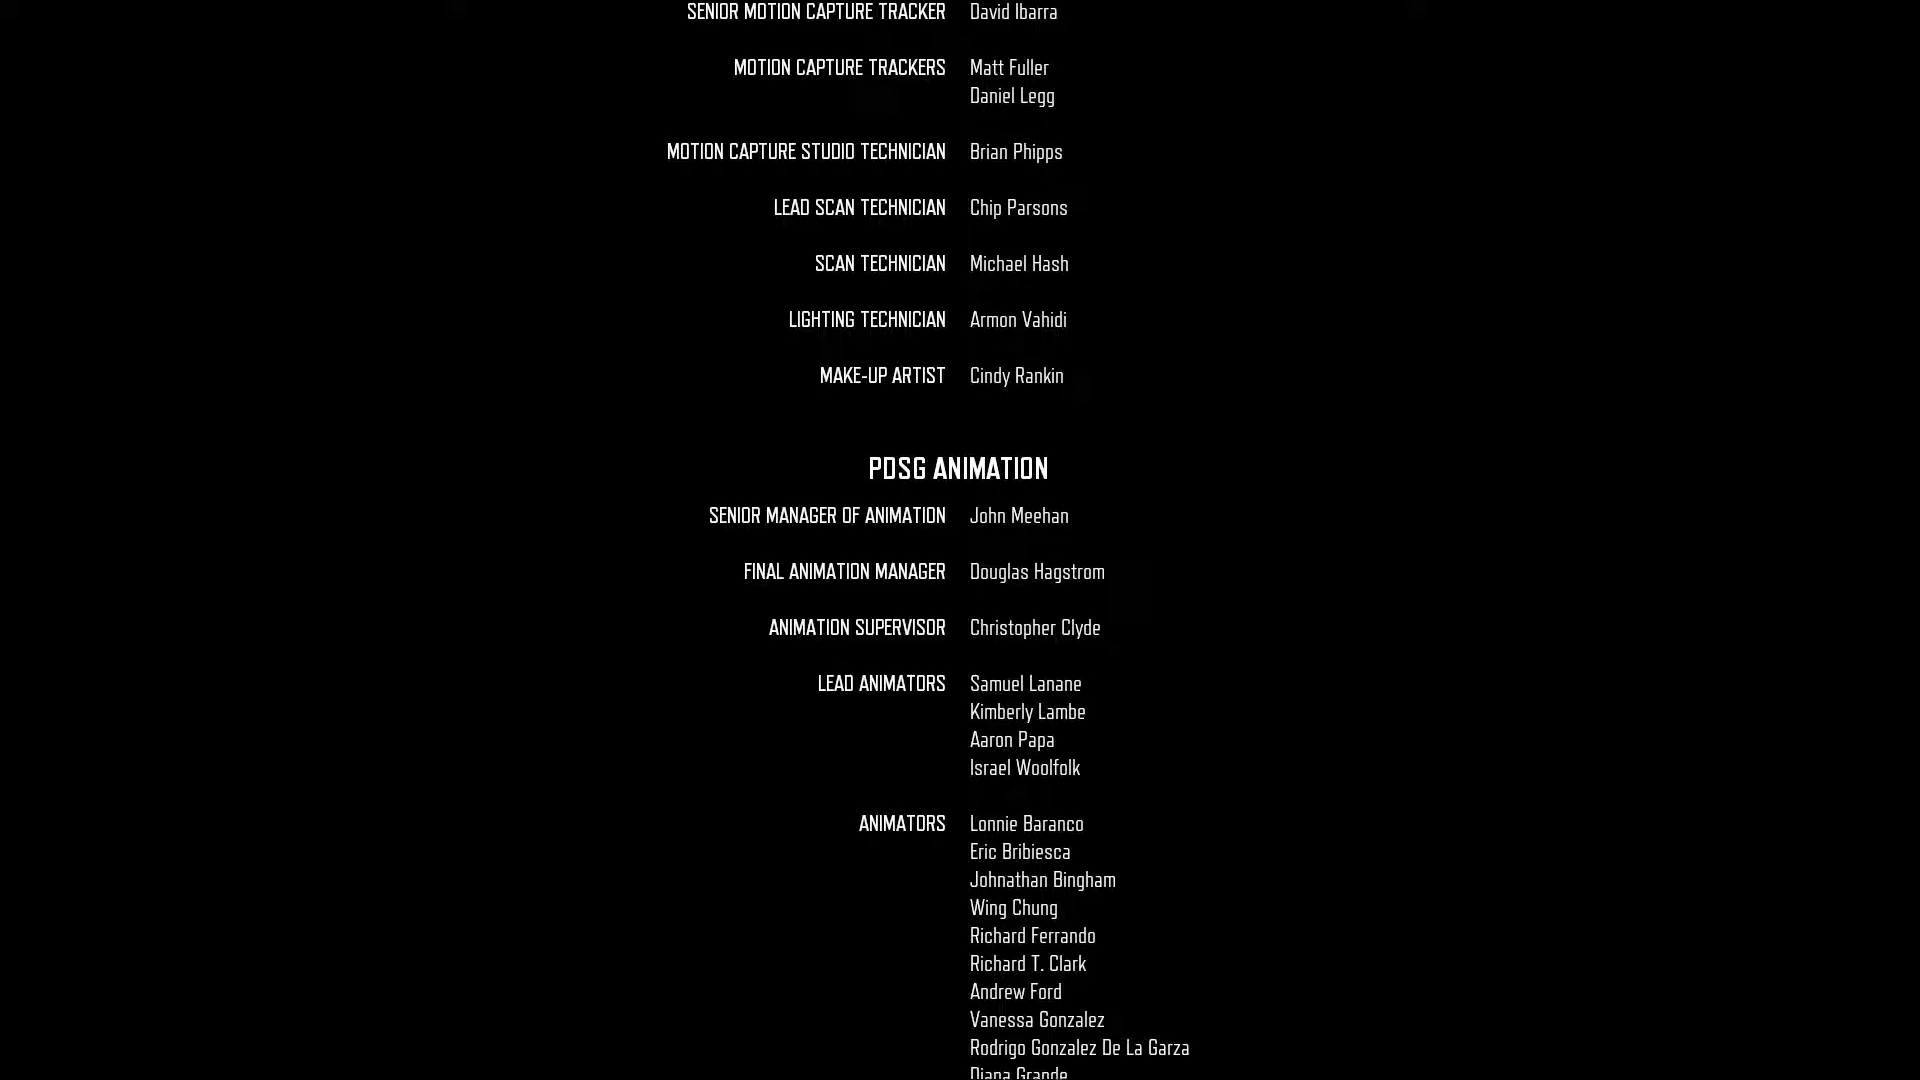 SENIOR MOTION CAPTURE TRACKER David Ibarra
MOTION CAPTURE TRACKERS Matt Fuller
Daniel Legg
MOTION CAPTURE STUDIO TECHNICIAN Brian Phipps
LEAD SCAN TECHNICIAN Chip Parsons
SCAN TECHNICIAN Michael Hash
LIGHTING TECHNICIAN Armon Vahidi
MAKE-UP ARTIST Cindy Rankin
PDSG ANIMATION
SENIOR MANAGER OF ANIMATION John Meehan
FINAL ANIMATION MANAGER Douglas Hagstrom
ANIMATION SUPERVISOR Christopher Clyde
LEAD ANIMATORS Samuel Lanane
Kimberly Lambe
Aaron Papa
Israel Woolfolk
ANIMATORS Lonnie Baranco
Eric Bribiesca
Johnathan Bingham
Wing Chung
Richard Ferrando
Richard T. Clark
Andrew Ford
Vanessa Gonzalez
Rodrigo Gonzalez De La Garza
Diana Grande